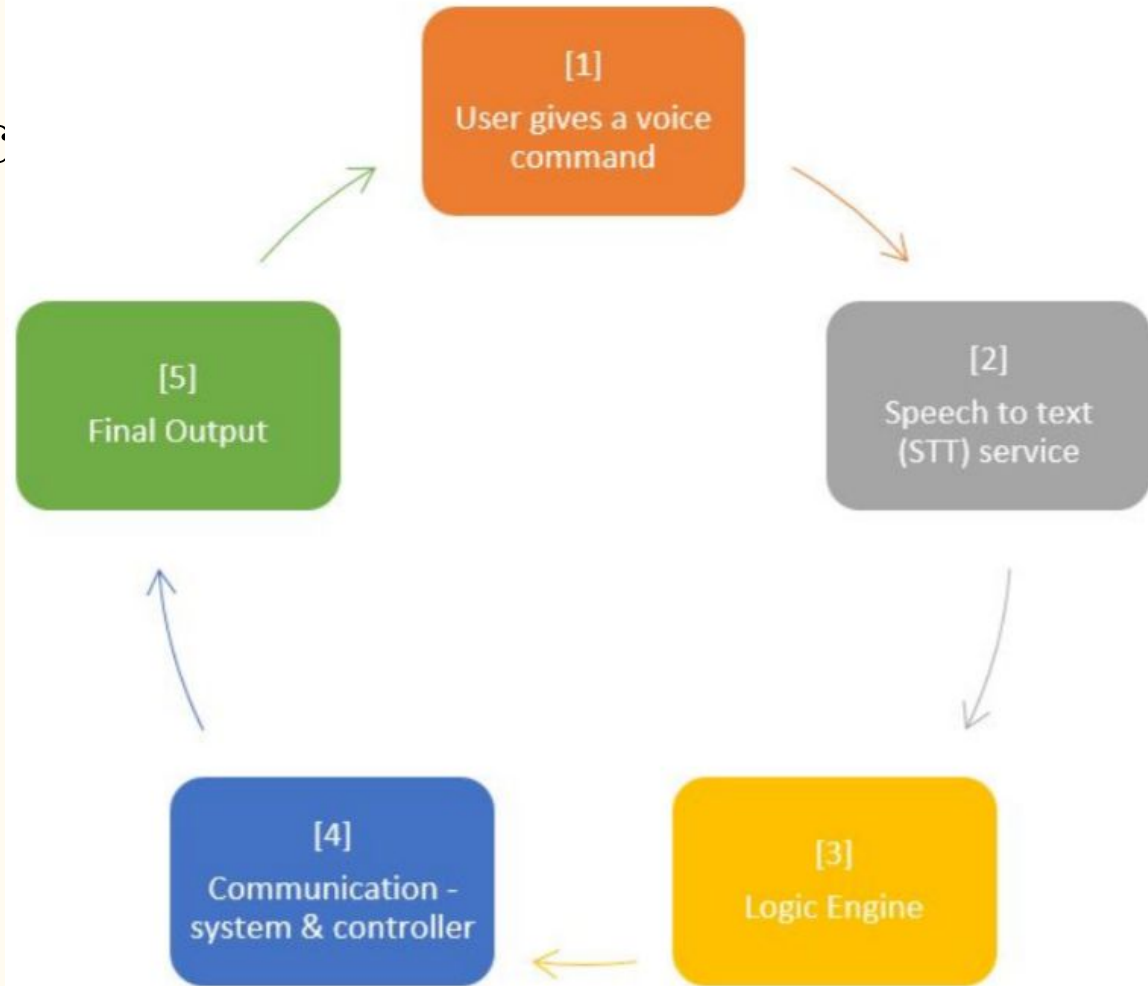 [1]
User gives a voice
command
[2]
Speech to text
(STT) service
[3]
Logic Engine
[4]
Communication -
system & controller
[5]
Final Output